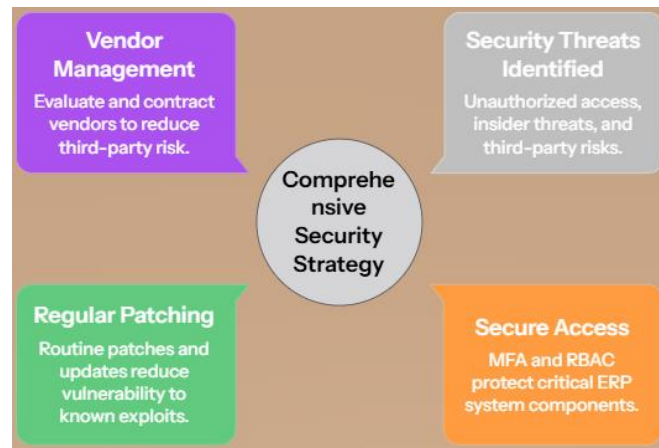 Vendor
Management
Evaluate and contract
vendors to reduce
third-party risk.
Security Threats
Identified
Unauthorized access,
insider threats, and
third-party risks.
Comprehe
nsive
Security
Strategy
Regular Patching
Routine patches and
updates reduce
vulnerability to
known exploits.
Secure Access
MFA and RBAC
protect critical ERP
system components.